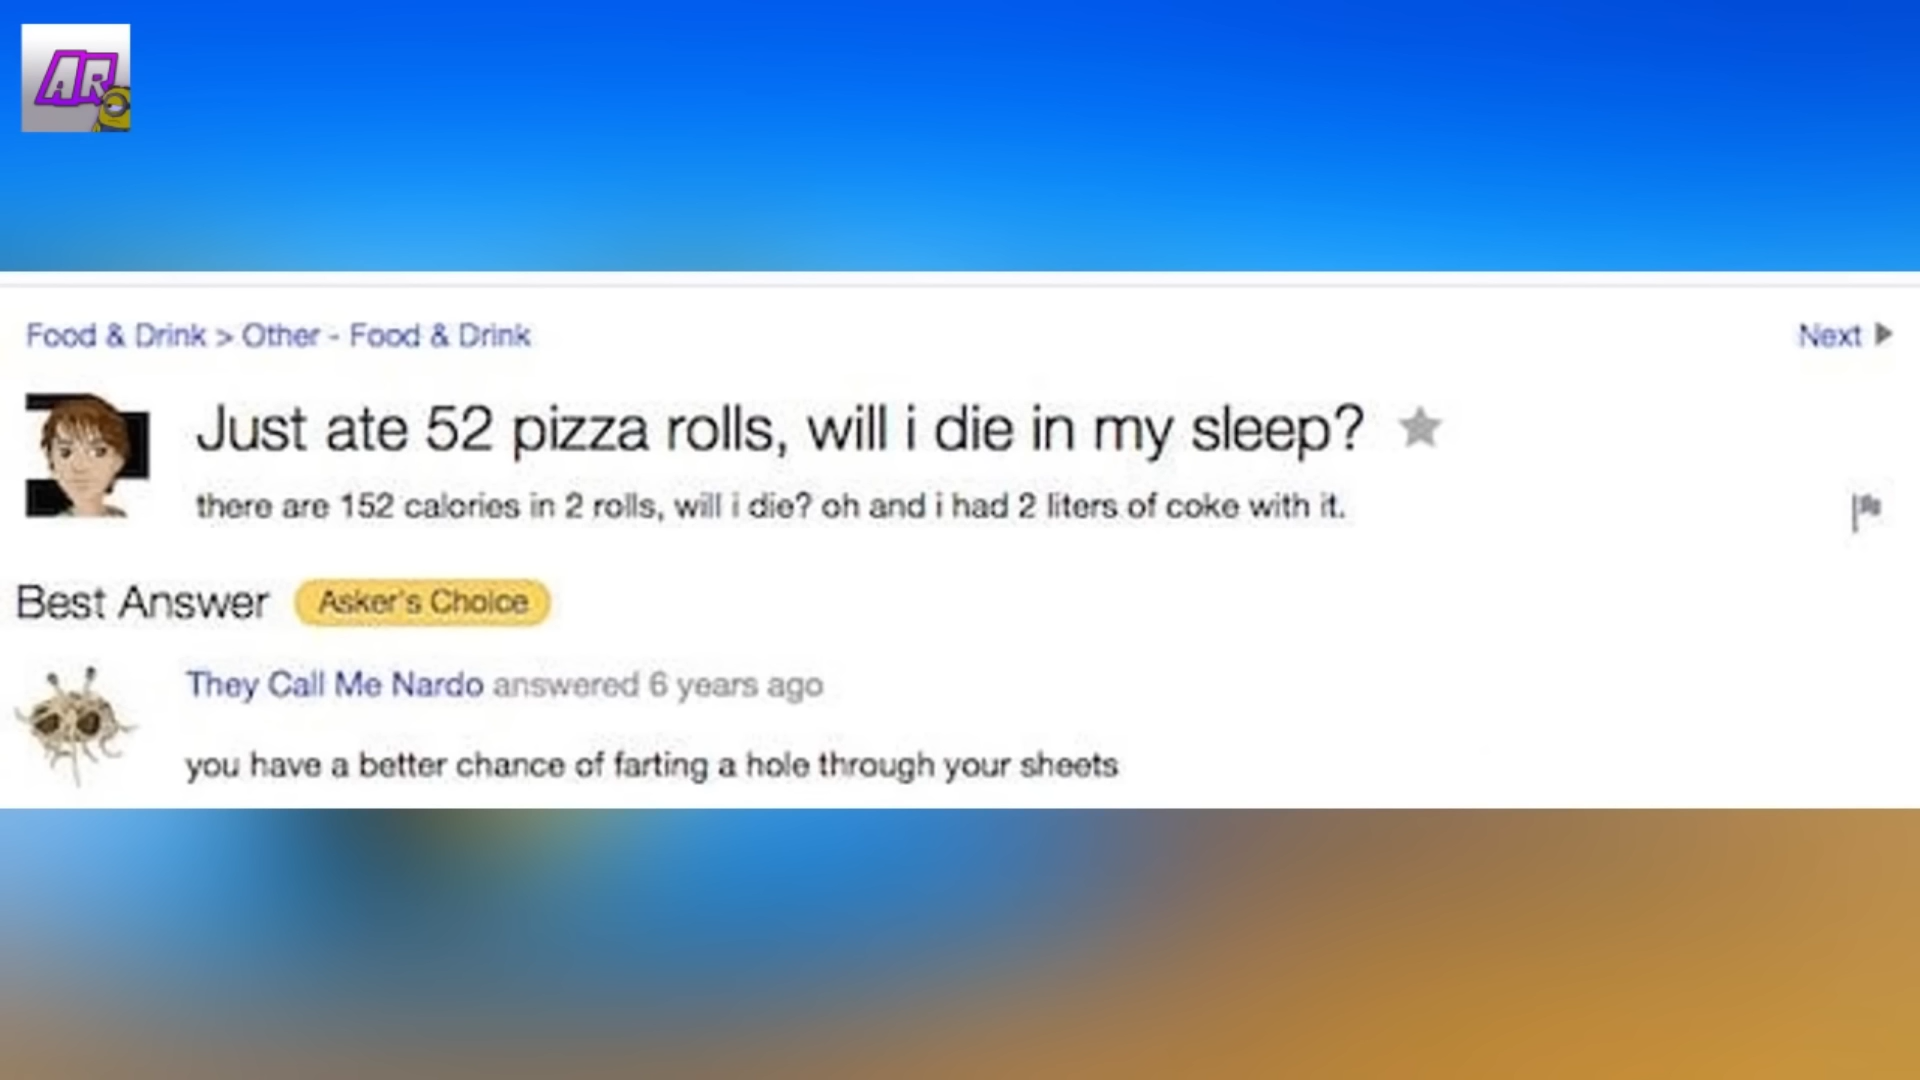 AR
Food & Drink > Other - Food & Drink
Next
Just ate 52 pizza rolls, will i die in my sleep?
there are 152 calories in 2 rolls, will i die? oh and i had 2 liters of coke with it.
Best Answer
Asker's Choice
They Call Me Nardo answered 6 years ago
you have a better chance of farting a hole through your sheets